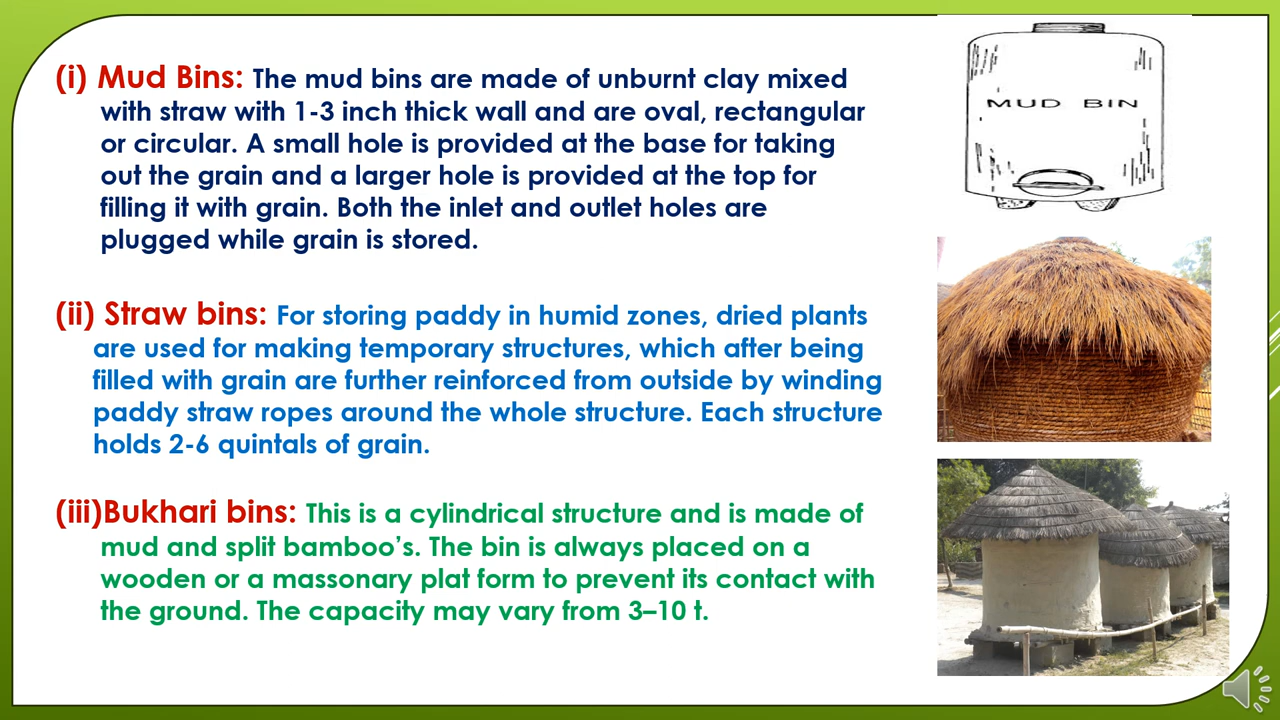 (i) Mud Bins: The mud bins are made of unburnt clay mixed
with straw with 1-3 inch thick wall and are oval, rectangular
or circular. A small hole is provided at the base for taking
out the grain and a larger hole is provided at the top for
filling it with grain. Both the inlet and outlet holes are
plugged while grain is stored.
MUD BIN
(ii) Straw bins: For storing paddy in humid zones, dried plants
are used for making temporary structures, which after being
filled with grain are further reinforced from outside by winding
paddy straw ropes around the whole structure. Each structure
holds 2-6 quintals of grain.
(iii)Bukhari bins: This is a cylindrical structure and is made of
mud and split bamboo’s. The bin is always placed on a
wooden or a massonary plat form to prevent its contact with
the ground. The capacity may vary from 3–10 t.